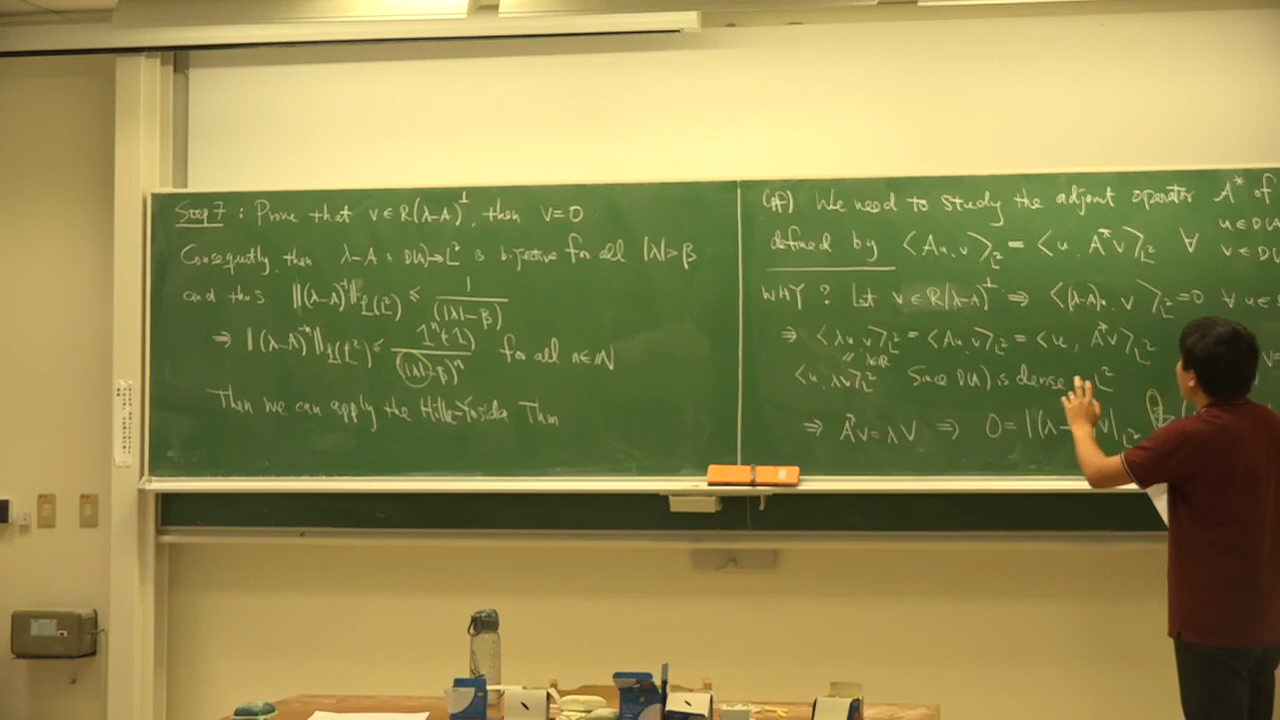 Step 7 : Prove that v ∈ R(λ-A)^⊥, then v=0
Consequently, then λ-A : D(A)→L² is bijective for all |λ|>β
and thus ‖(λ-A)^{-1}‖_{L(L²)} ≤ 1/(|λ|-β)
⇒ ‖(λ-A)^{-n}‖_{L(L²)} ≤ 1^n(=1)/(|λ|-β)^n for all n∈ℕ
Then we can apply the Hille-Yosida Thm
(pf) We need to study the adjoint operator A* of
defined by ⟨Au, v⟩_{L²} = ⟨u, A*v⟩_{L²} ∀ u∈D(A
v∈D(A
WHY? Let v∈R(λ-A)^⊥ ⇒ ⟨(λ-A)u, v⟩_{L²} = 0 ∀ u∈
⇒ ⟨λu, v⟩_{L²} = ⟨Au, v⟩_{L²} = ⟨u, A*v⟩_{L²}
∥ λ∈ℝ
⟨u, λv⟩_{L²} Since D(A) is dense L²
⇒ A*v = λv ⇒ 0 = |(λ- v|_{L²}